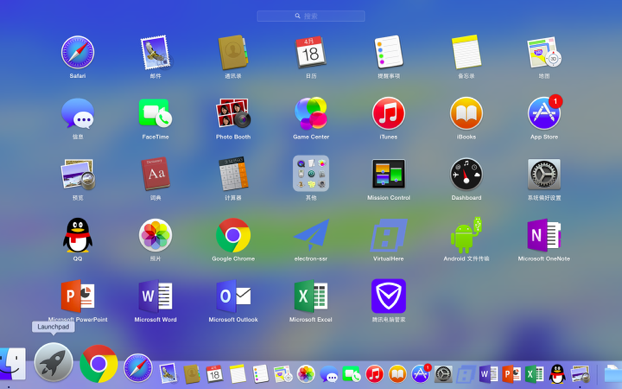 搜索
Safari
邮件
通讯录
4月
18
日历
提醒事项
备忘录
3D
地图
信息
FaceTime
Photo Booth
Game Center
iTunes
iBooks
1
App Store
预览
Aa
词典
计算器
其他
Mission Control
Dashboard
系统偏好设置
QQ
照片
Google Chrome
electron-ssr
VirtualHere
Android 文件传输
N
Microsoft OneNote
P
Microsoft PowerPoint
W
Microsoft Word
O
Microsoft Outlook
X
Microsoft Excel
腾讯电脑管家
Launchpad
18
1
W
P
X